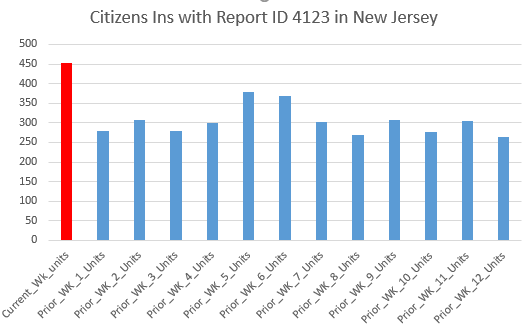 Citizens Ins with Report ID 4123 in New Jersey
500
450
400
350
300
250
200
150
100
50
0
Current_Wk_units
Prior_WK_1_Units
Prior_WK_2_Units
Prior_WK_3_Units
Prior_WK_4_Units
Prior_WK_5_Units
Prior_WK_6_Units
Prior_WK_7_Units
Prior_WK_8_Units
Prior_WK_9_Units
Prior_WK_10_Units
Prior_WK_11_Units
Prior_WK_12_Units